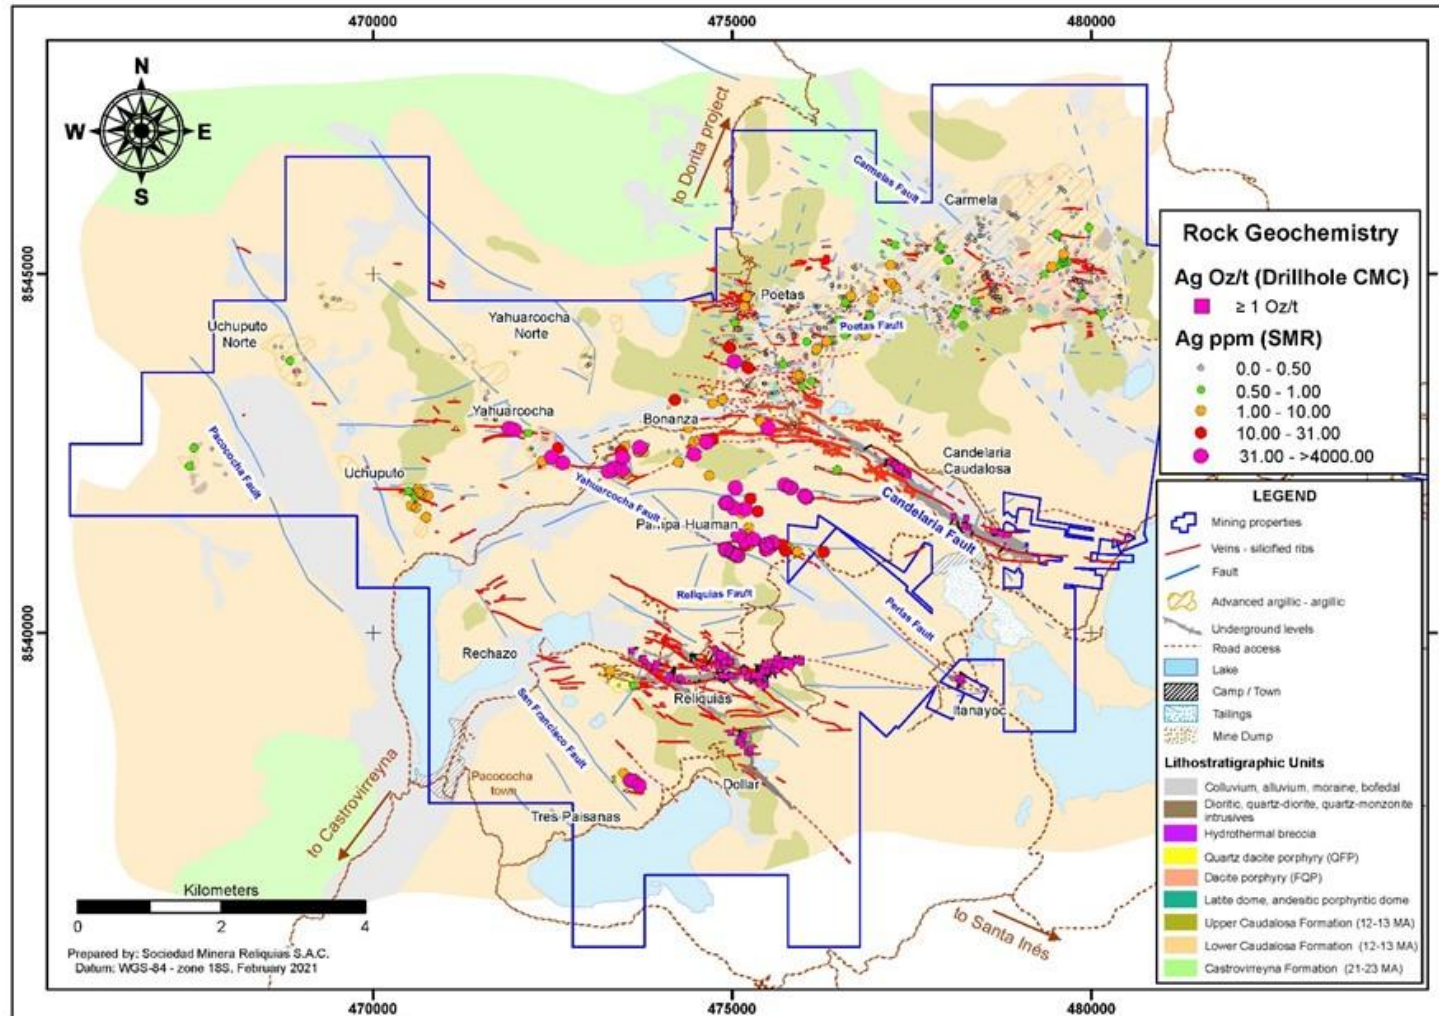 470000
475000
480000
N
W
E
S
to Dorita project
Carmelas Fault
Carmela
8545000
8545000
Rock Geochemistry
Ag Oz/t (Drillhole CMC)
≥ 1 Oz/t
Ag ppm (SMR)
0.0 - 0.50
0.50 - 1.00
1.00 - 10.00
10.00 - 31.00
31.00 - >4000.00
Poetas
Uchuputo
Norte
Yahuarcocha
Norte
Poetas Fault
Yahuarcocha
Bonanza
Pacococha Fault
Uchuputo
Candelaria
Caudalosa
Yahuarcocha Fault
Candelaria Fault
Pampa Huaman
Reliquias Fault
Perlas Fault
8540000
8540000
Rechazo
Reliquias
Itanayoc
San Francisco Fault
Pacococha
town
Dollar
Tres Paisanas
to Castrovirreyna
to Santa Inés
LEGEND
Mining properties
Veins - silicified ribs
Fault
Advanced argillic - argillic
Underground levels
Road access
Lake
Camp / Town
Tailings
Mine Dump
Lithostratigraphic Units
Colluvium, alluvium, moraine, bofedal
Dioritic, quartz-diorite, quartz-monzonite
intrusives
Hydrothermal breccia
Quartz dacite porphyry (QFP)
Dacite porphyry (FQP)
Latite dome, andesitic porphyritic dome
Upper Caudalosa Formation (12-13 MA)
Lower Caudalosa Formation (12-13 MA)
Castrovirreyna Formation (21-23 MA)
Kilometers
0 2 4
Prepared by: Sociedad Minera Reliquias S.A.C.
Datum: WGS-84 - zone 18S. February 2021
470000
475000
480000